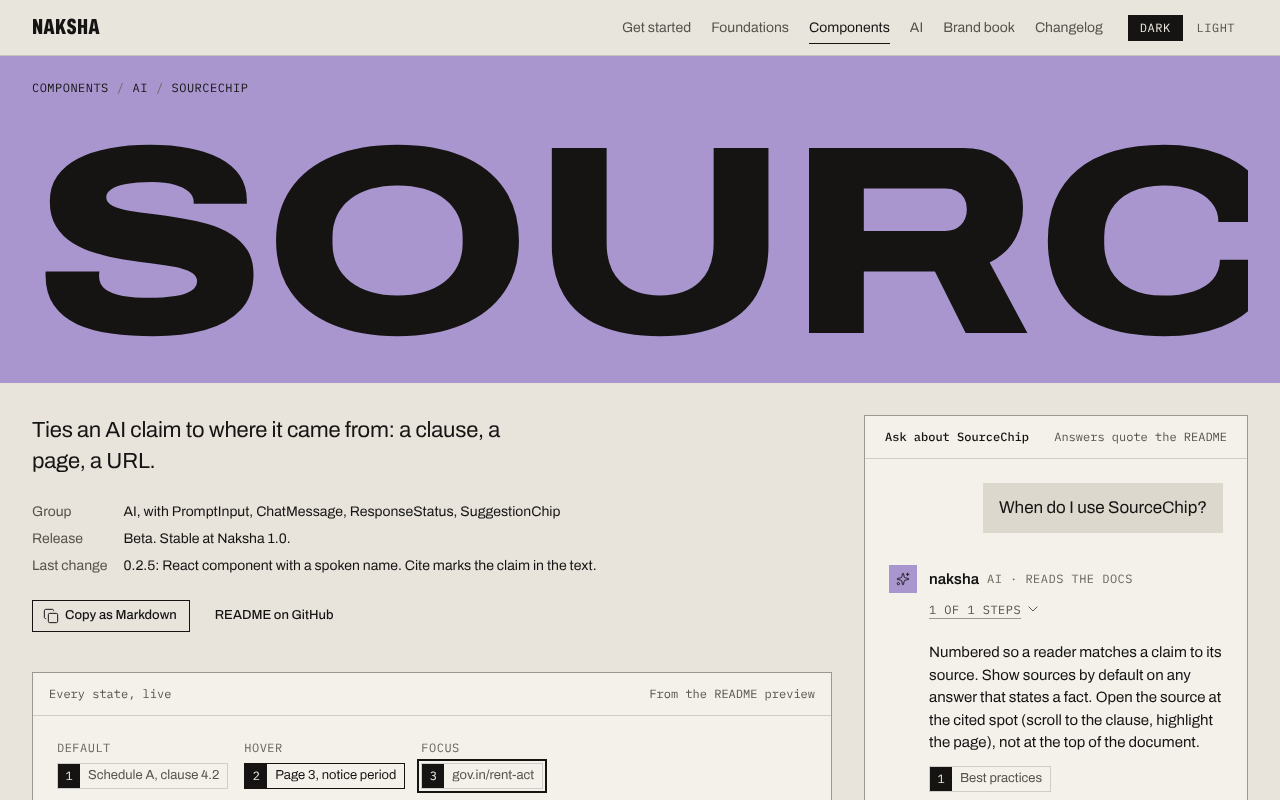 NAKSHA
Get started Foundations Components AI Brand book Changelog DARK LIGHT
COMPONENTS / AI / SOURCECHIP
SOURC
Ties an AI claim to where it came from: a clause, a
page, a URL.
Group AI, with PromptInput, ChatMessage, ResponseStatus, SuggestionChip
Release Beta. Stable at Naksha 1.0.
Last change 0.2.5: React component with a spoken name. Cite marks the claim in the text.
Copy as Markdown README on GitHub
Every state, live From the README preview
DEFAULT HOVER FOCUS
1 Schedule A, clause 4.2 2 Page 3, notice period 3 gov.in/rent-act
Ask about SourceChip Answers quote the README
When do I use SourceChip?
naksha AI · READS THE DOCS
1 OF 1 STEPS
Numbered so a reader matches a claim to its
source. Show sources by default on any
answer that states a fact. Open the source at
the cited spot (scroll to the clause, highlight
the page), not at the top of the document.
1 Best practices